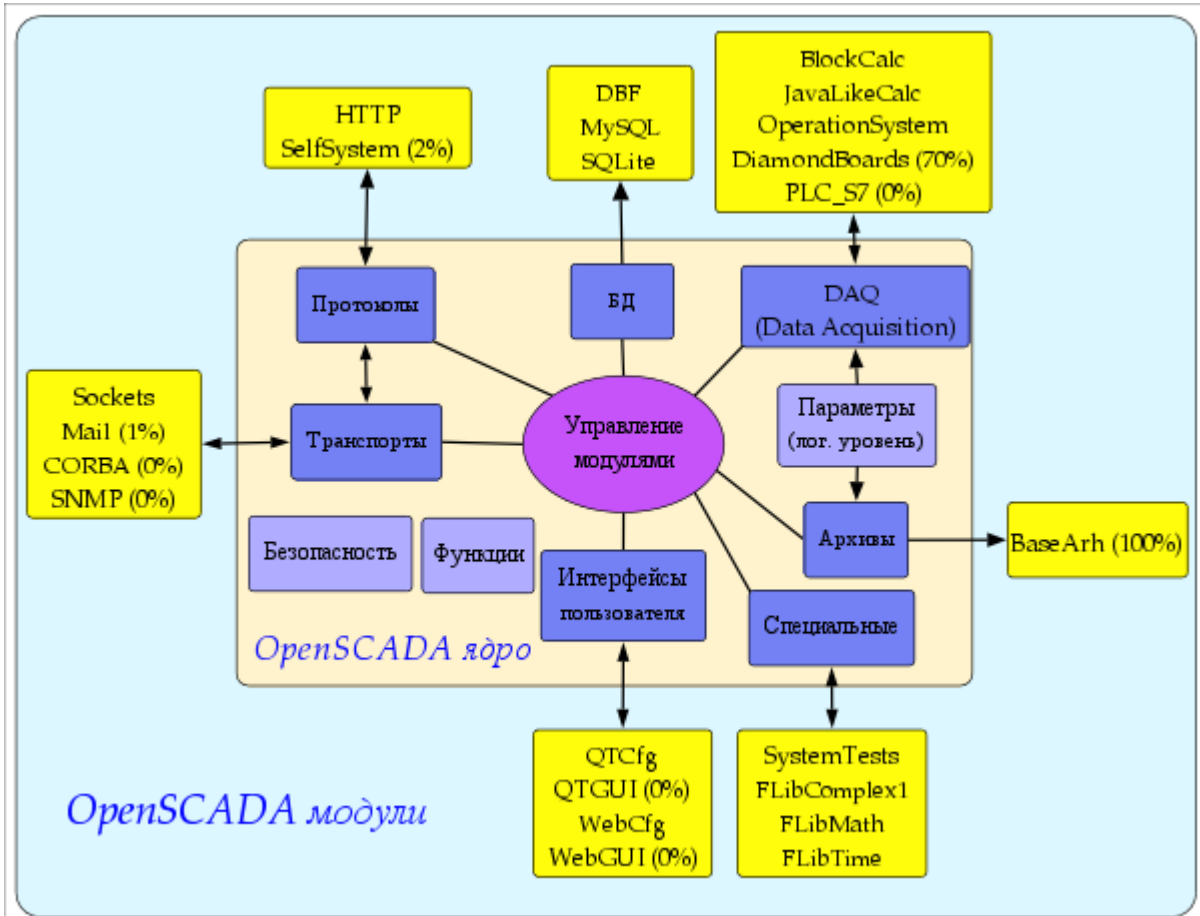 HTTP
SelfSystem (2%)
DBF
MySQL
SQLite
BlockCalc
JavaLikeCalc
OperationSystem
DiamondBoards (70%)
PLC_S7 (0%)
Протоколы
БД
DAQ
(Data Acquisition)
Sockets
Mail (1%)
CORBA (0%)
SNMP (0%)
Транспорты
Управление
модулями
Параметры
(лог. уровень)
Безопасность
Функции
Интерфейсы
пользователя
Архивы
BaseArh (100%)
Специальные
OpenSCADA ядро
QTCfg
QTGUI (0%)
WebCfg
WebGUI (0%)
SystemTests
FLibComplex1
FLibMath
FLibTime
OpenSCADA модули